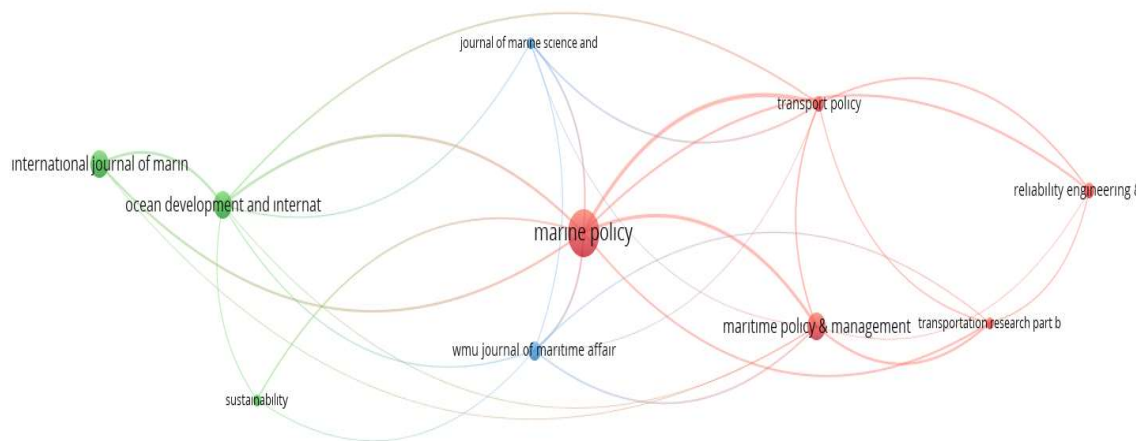 journal of marine science and
transport policy
international journal of marin
reliability engineering &
ocean development and internat
marine policy
maritime policy & management
transportation research part b
wmu journal of maritime affair
sustainability